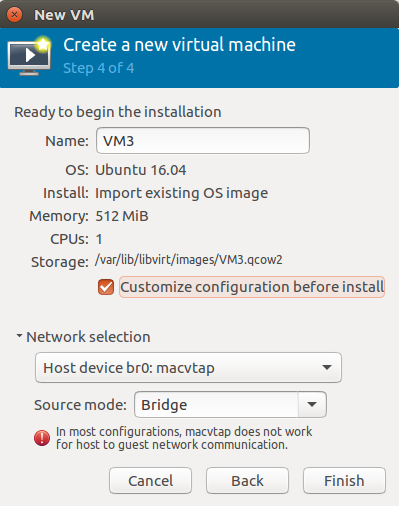 New VM
Create a new virtual machine
Step 4 of 4
Ready to begin the installation
Name: VM3
OS: Ubuntu 16.04
Install: Import existing OS image
Memory: 512 MiB
CPUs: 1
Storage: /var/lib/libvirt/images/VM3.qcow2
Customize configuration before install
Network selection
Host device br0: macvtap
Source mode: Bridge
In most configurations, macvtap does not work
for host to guest network communication.
Cancel Back Finish